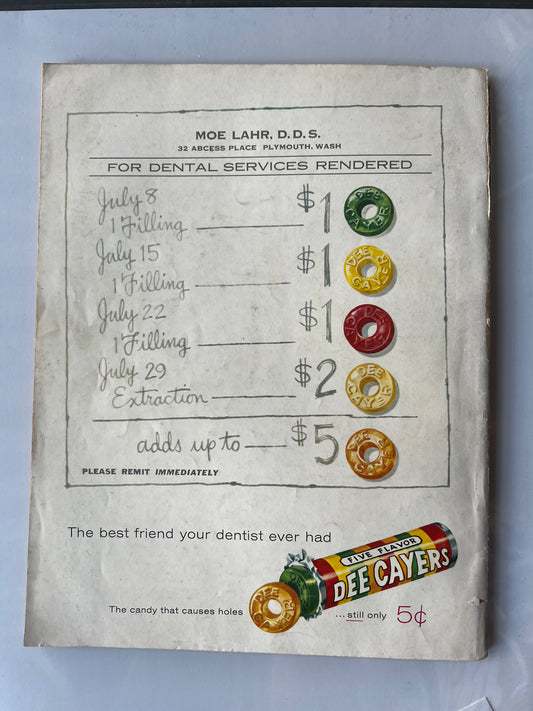 MOE LAHR, D.D.S.
32 ABCESS PLACE PLYMOUTH, WASH
FOR DENTAL SERVICES RENDERED
July 8
1 Filling $1 DEE CAYER
July 15
1 Filling $1 DEE CAYER
July 22
1 Filling $1
July 29
Extraction $2 DEE CAYER
adds up to $5 DEE CAYER
PLEASE REMIT IMMEDIATELY
The best friend your dentist ever had
FIVE FLAVOR
DEE CAYERS
DEE CAYER
The candy that causes holes ...still only 5¢